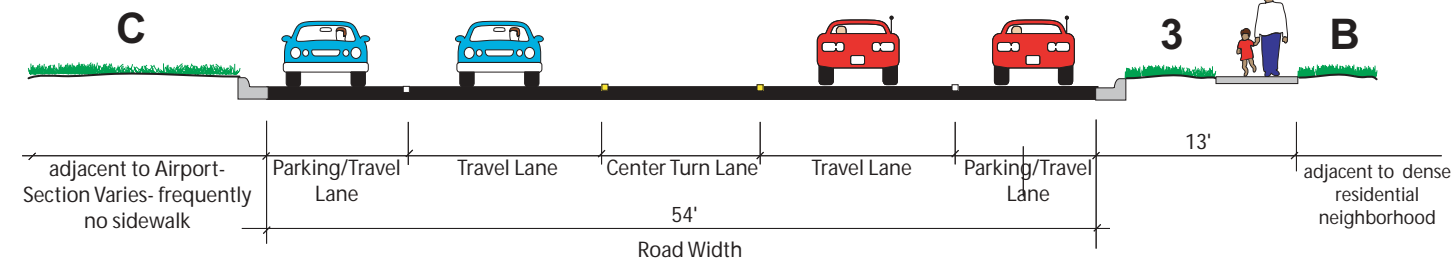 C
3
B
13'
adjacent to Airport-
Section Varies- frequently
no sidewalk
Parking/Travel
Lane
Travel Lane
Center Turn Lane
Travel Lane
Parking/Travel
Lane
adjacent to dense
residential
neighborhood
54'
Road Width